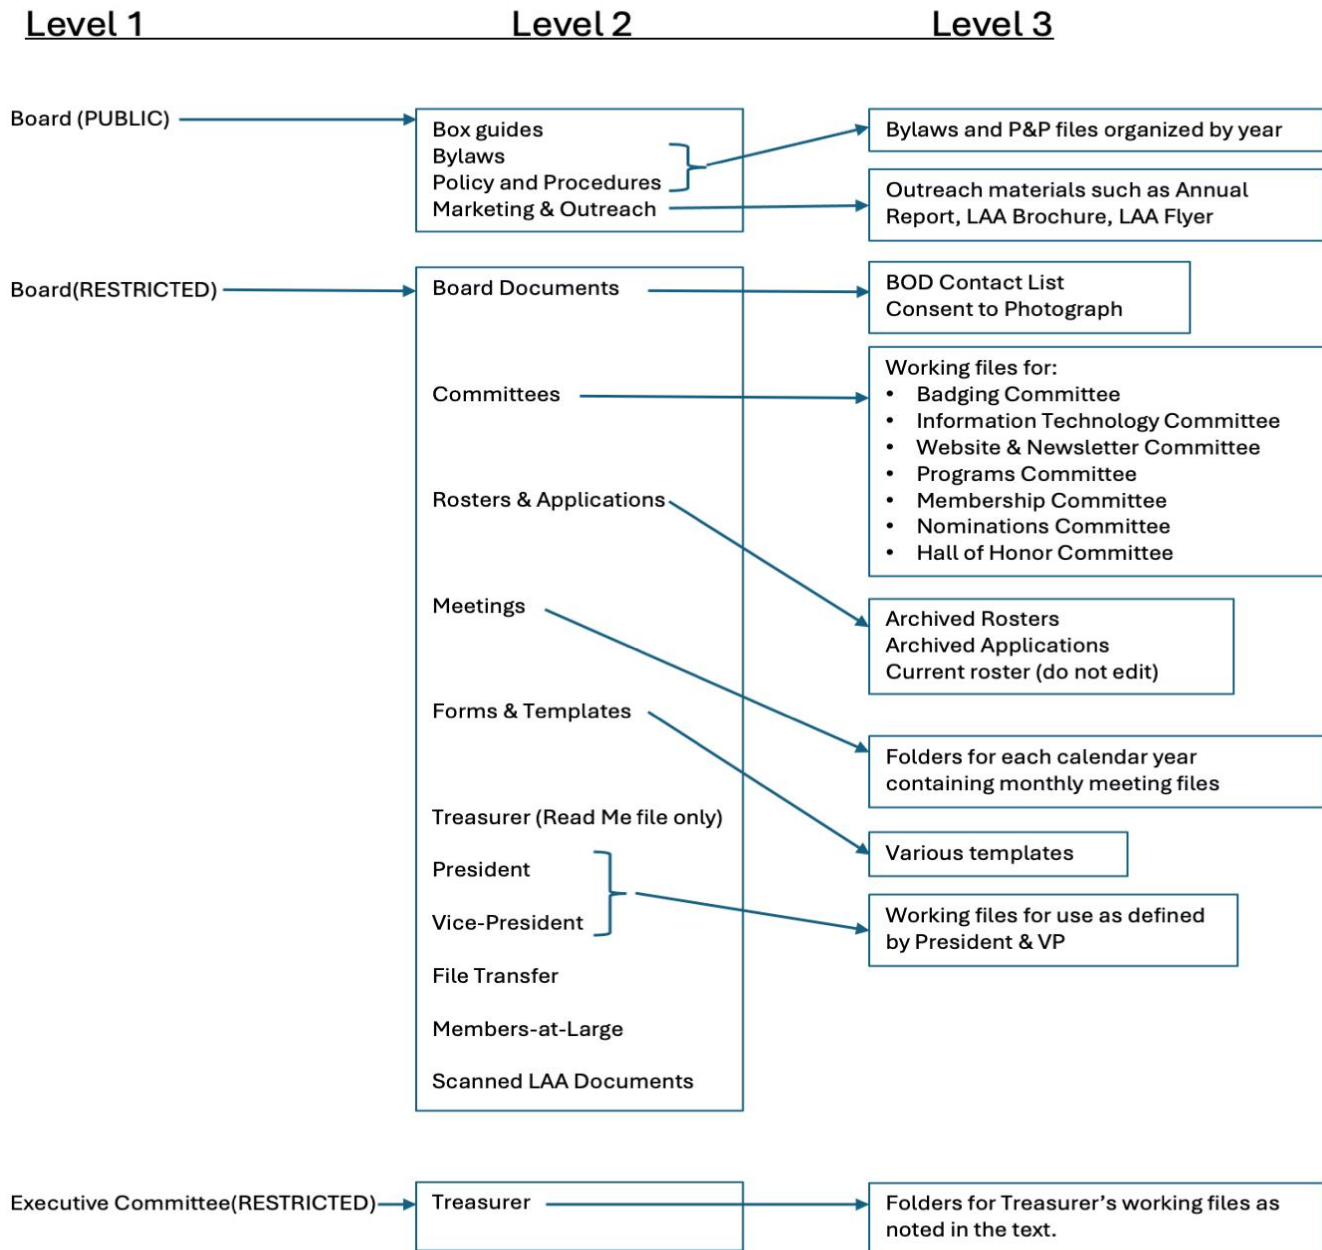 Level 1 Level 2 Level 3
Board (PUBLIC)
Box guides
Bylaws
Policy and Procedures
Marketing & Outreach
Bylaws and P&P files organized by year
Outreach materials such as Annual
Report, LAA Brochure, LAA Flyer
Board(RESTRICTED)
Board Documents
BOD Contact List
Consent to Photograph
Committees
Working files for:
• Badging Committee
• Information Technology Committee
• Website & Newsletter Committee
• Programs Committee
• Membership Committee
• Nominations Committee
• Hall of Honor Committee
Rosters & Applications
Archived Rosters
Archived Applications
Current roster (do not edit)
Meetings
Folders for each calendar year
containing monthly meeting files
Forms & Templates
Various templates
Treasurer (Read Me file only)
President
Vice-President
Working files for use as defined
by President & VP
File Transfer
Members-at-Large
Scanned LAA Documents
Executive Committee(RESTRICTED)
Treasurer
Folders for Treasurer’s working files as
noted in the text.